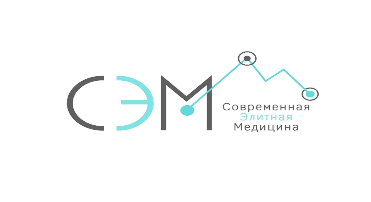 СЭМ
Современная
Элитная
Медицина